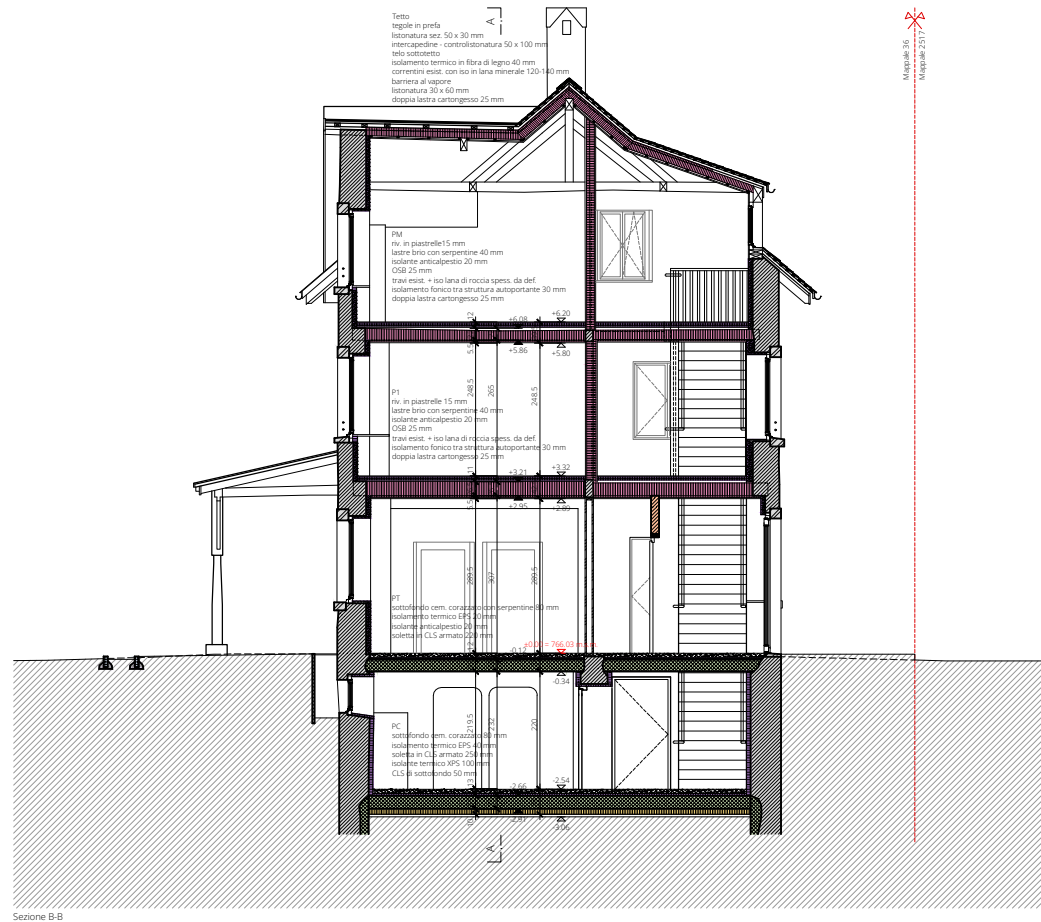 A
Tetto
tegole in prefa
listonatura sez. 50 x 30 mm
intercapedine - controlistonatura 50 x 100 mm
telo sottotetto
isolamento termico in fibra di legno 40 mm
correntini esist. con iso in lana minerale 120-140 mm
barriera al vapore
listonatura 30 x 60 mm
doppia lastra cartongesso 25 mm
Mappale 36
Mappale 2517
PM
riv. in piastrelle15 mm
lastre brio con serpentine 40 mm
isolante anticalpestio 20 mm
OSB 25 mm
travi esist. + iso lana di roccia spess. da def.
isolamento fonico tra struttura autoportante 30 mm
doppia lastra cartongesso 25 mm
12
+6.08
+6.20
5.5
+5.86
+5.80
248.5
265
248.5
P1
riv. in piastrelle 15 mm
lastre brio con serpentine 40 mm
isolante anticalpestio 20 mm
OSB 25 mm
travi esist. + iso lana di roccia spess. da def.
isolamento fonico tra struttura autoportante 30 mm
doppia lastra cartongesso 25 mm
11
+3.21
+3.32
5.5
+2.95
+2.89
289.5
307
289.5
PT
sottofondo cem. corazzato con serpentine 80 mm
isolamento termico EPS 20 mm
isolante anticalpestio 20 mm
soletta in CLS armato 220 mm
12
-0.12
±0.00 = 766.03 m.s.m.
-0.34
219.5
232
220
PC
sottofondo cem. corazzato 80 mm
isolamento termico EPS 40 mm
soletta in CLS armato 250 mm
isolante termico XPS 100 mm
CLS di sottofondo 50 mm
13
-2.66
-2.54
10
-2.91
-3.06
A
Sezione B-B